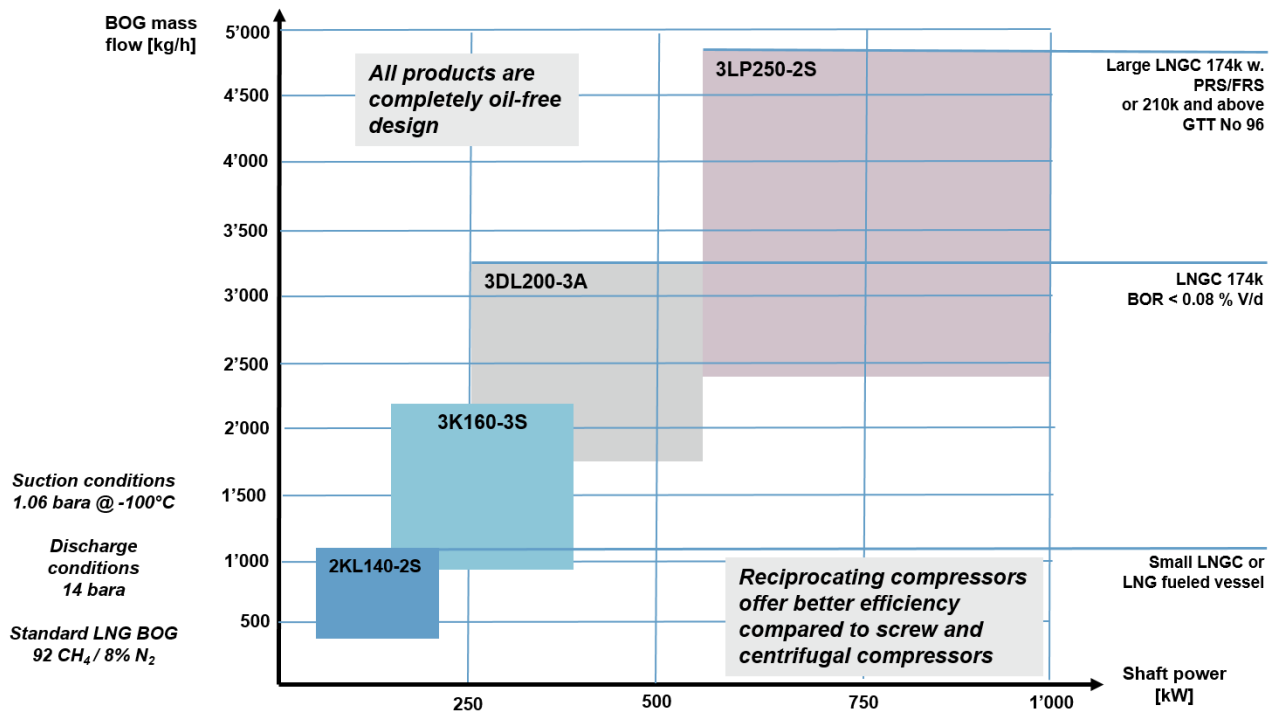 BOG mass
flow [kg/h]
5’000
4’500
4’000
3’500
3’000
2’500
2’000
1’500
1’000
500
All products are
completely oil-free
design
3LP250-2S
3DL200-3A
3K160-3S
2KL140-2S
Large LNGC 174k w.
PRS/FRS
or 210k and above
GTT No 96
LNGC 174k
BOR < 0.08 % V/d
Small LNGC or
LNG fueled vessel
Suction conditions
1.06 bara @ -100°C
Discharge
conditions
14 bara
Standard LNG BOG
92 CH₄ / 8% N₂
Reciprocating compressors
offer better efficiency
compared to screw and
centrifugal compressors
250
500
750
1’000
Shaft power
[kW]